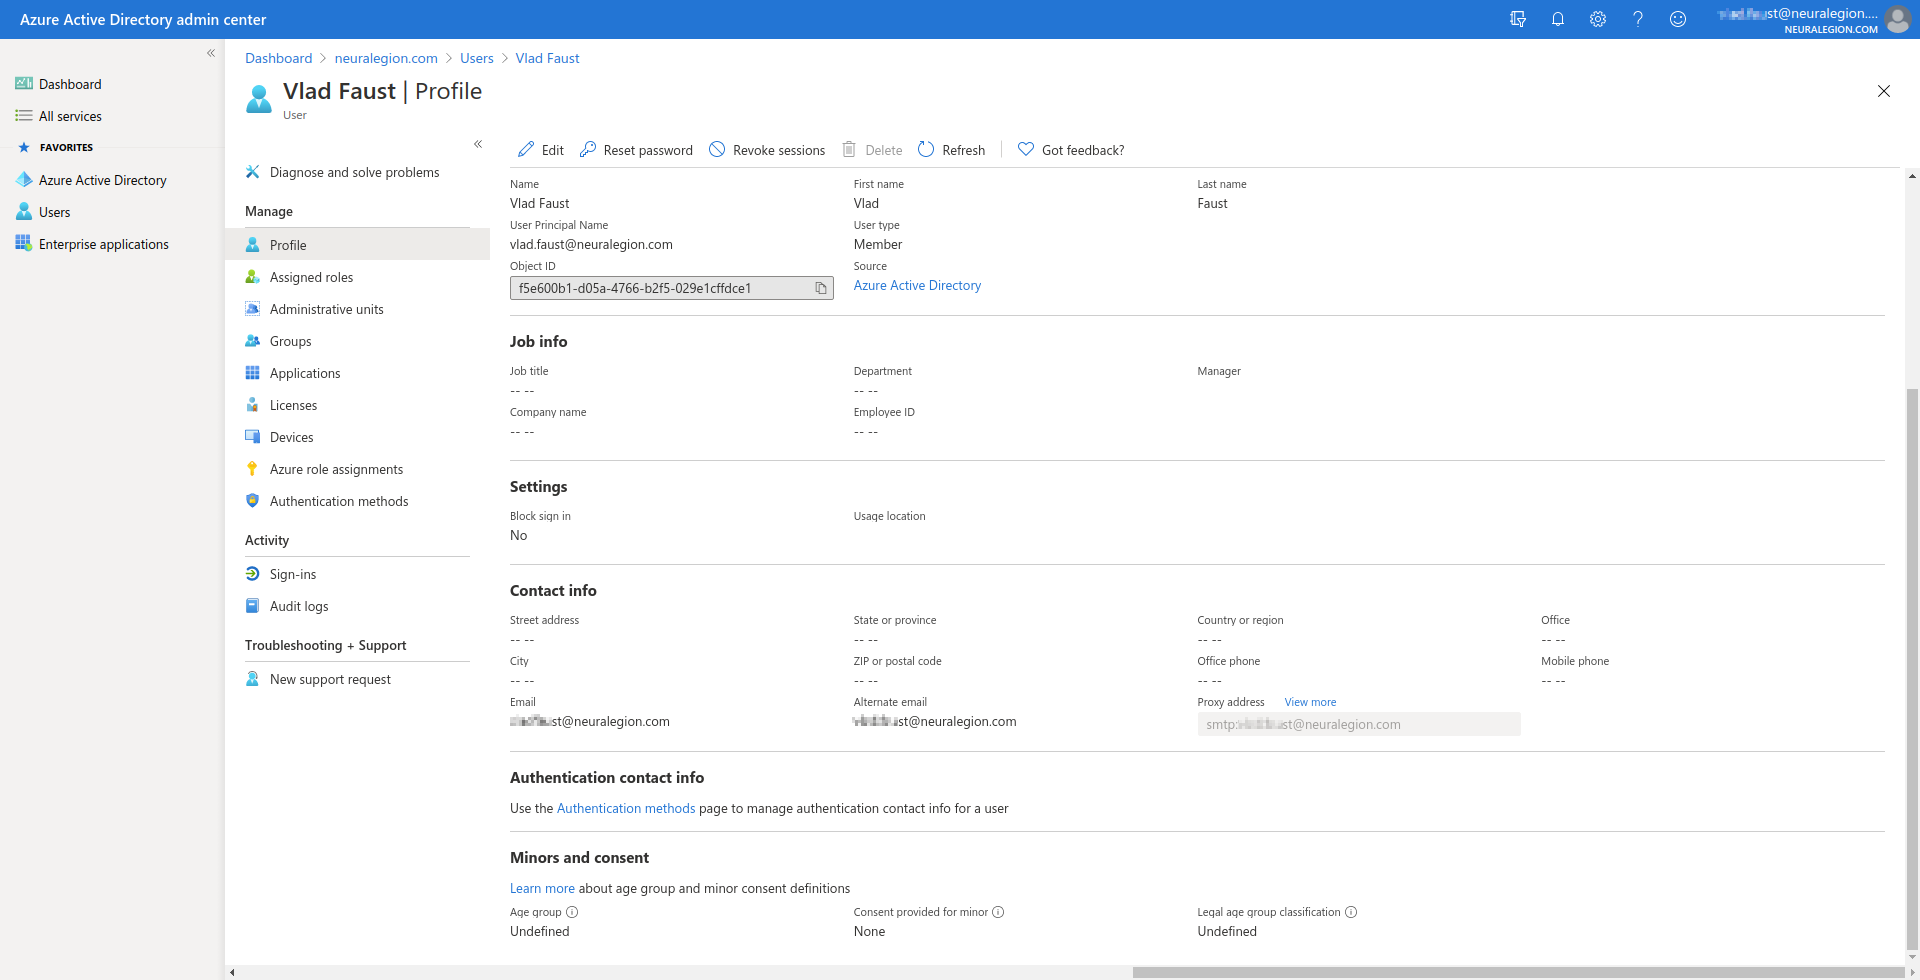 Azure Active Directory admin center
st@neuralegion....
NEURALEGION.COM
Dashboard
All services
FAVORITES
Azure Active Directory
Users
Enterprise applications
Dashboard > neuralegion.com > Users > Vlad Faust
Vlad Faust | Profile
User
Diagnose and solve problems
Manage
Profile
Assigned roles
Administrative units
Groups
Applications
Licenses
Devices
Azure role assignments
Authentication methods
Activity
Sign-ins
Audit logs
Troubleshooting + Support
New support request
Edit Reset password Revoke sessions Delete Refresh Got feedback?
Name First name Last name
Vlad Faust Vlad Faust
User Principal Name User type
vlad.faust@neuralegion.com Member
Object ID Source
f5e600b1-d05a-4766-b2f5-029e1cffdce1 Azure Active Directory
Job info
Job title Department Manager
-- -- -- --
Company name Employee ID
-- -- -- --
Settings
Block sign in Usage location
No
Contact info
Street address State or province Country or region Office
-- -- -- -- -- -- -- --
City ZIP or postal code Office phone Mobile phone
-- -- -- -- -- -- -- --
Email Alternate email Proxy address View more
st@neuralegion.com st@neuralegion.com smtp: st@neuralegion.com
Authentication contact info
Use the Authentication methods page to manage authentication contact info for a user
Minors and consent
Learn more about age group and minor consent definitions
Age group Consent provided for minor Legal age group classification
Undefined None Undefined